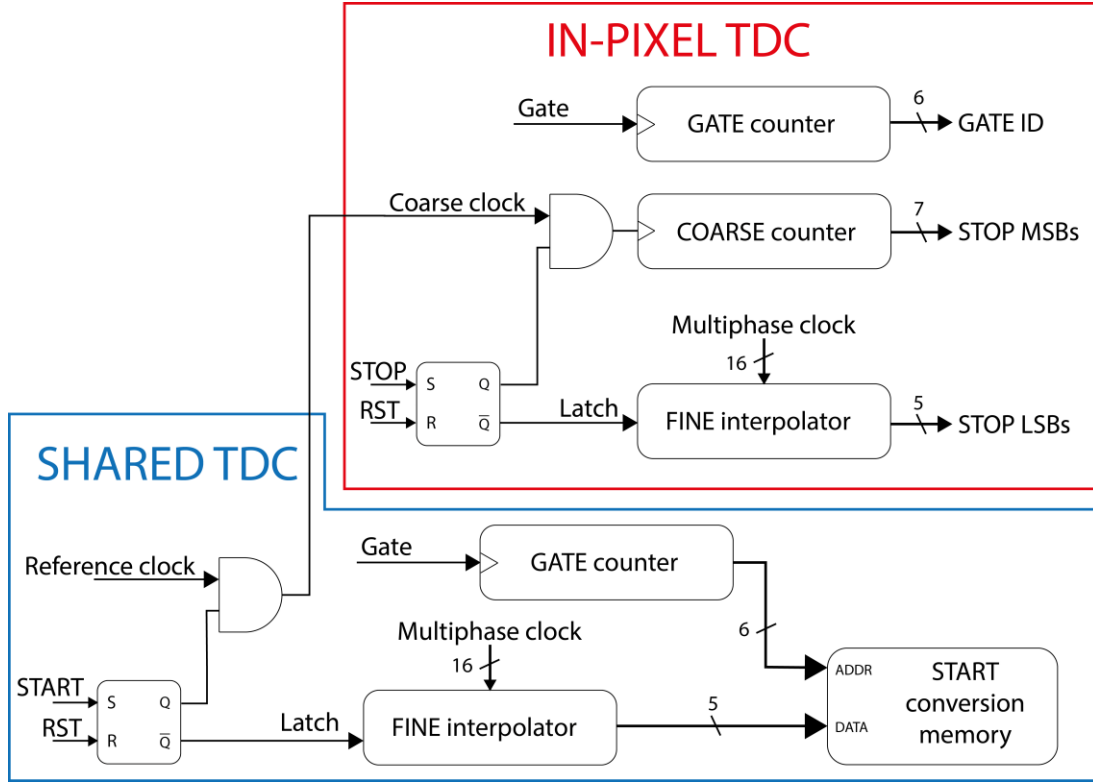 IN-PIXEL TDC
Gate
GATE counter
6
GATE ID
Coarse clock
COARSE counter
7
STOP MSBs
Multiphase clock
16
STOP
RST
S
Q
R
Q̅
Latch
FINE interpolator
5
STOP LSBs
SHARED TDC
Reference clock
Gate
GATE counter
6
Multiphase clock
16
START
RST
S
Q
R
Q̅
Latch
FINE interpolator
5
ADDR
DATA
START
conversion
memory